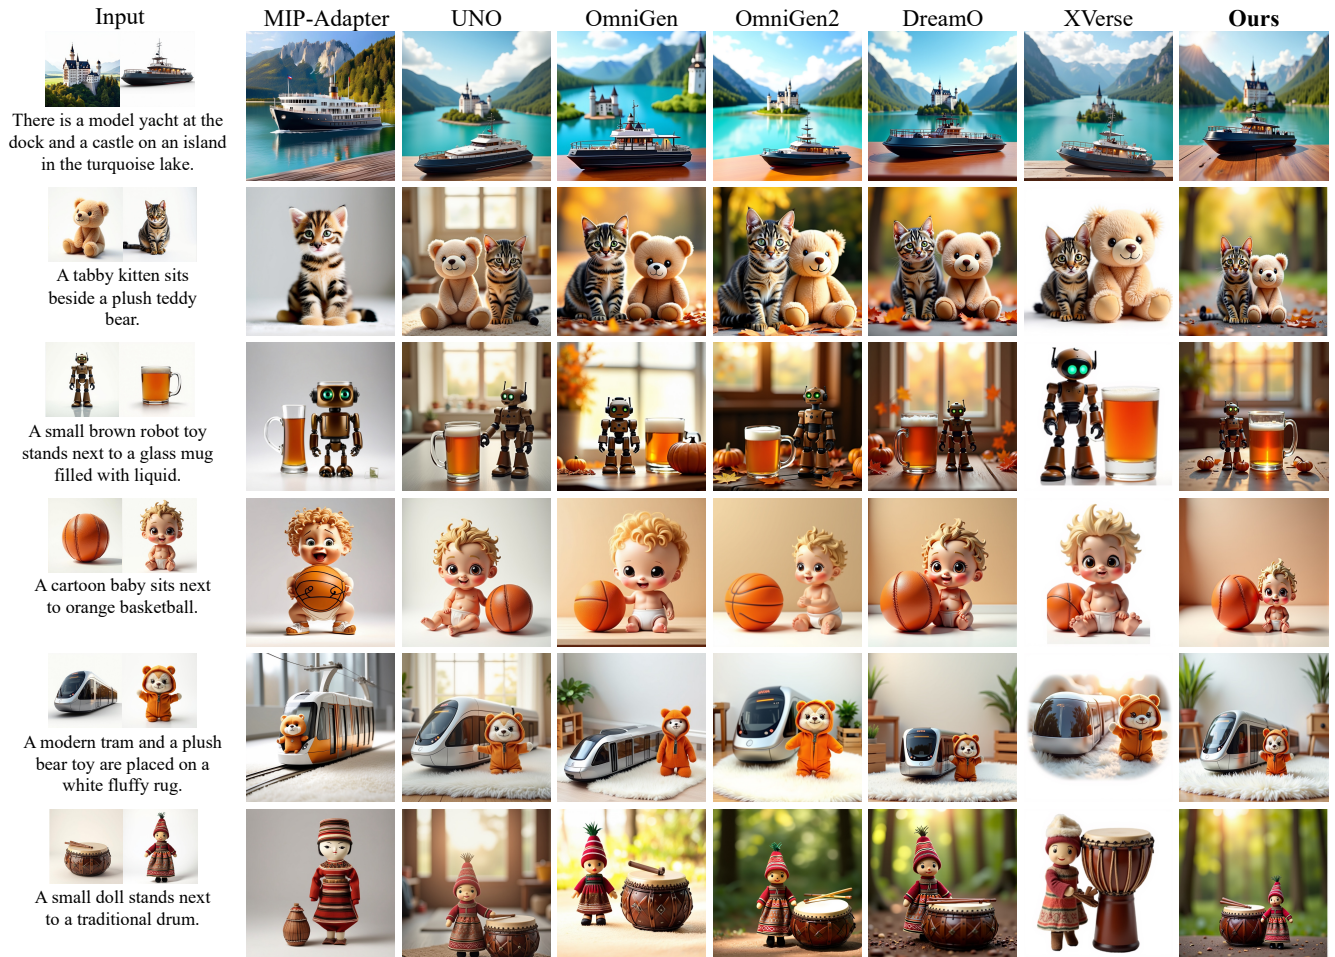 Input MIP-Adapter UNO OmniGen OmniGen2 DreamO XVerse Ours
There is a model yacht at the
dock and a castle on an island
in the turquoise lake.
A tabby kitten sits
beside a plush teddy
bear.
A small brown robot toy
stands next to a glass mug
filled with liquid.
A cartoon baby sits next
to orange basketball.
A modern tram and a plush
bear toy are placed on a
white fluffy rug.
A small doll stands next
to a traditional drum.